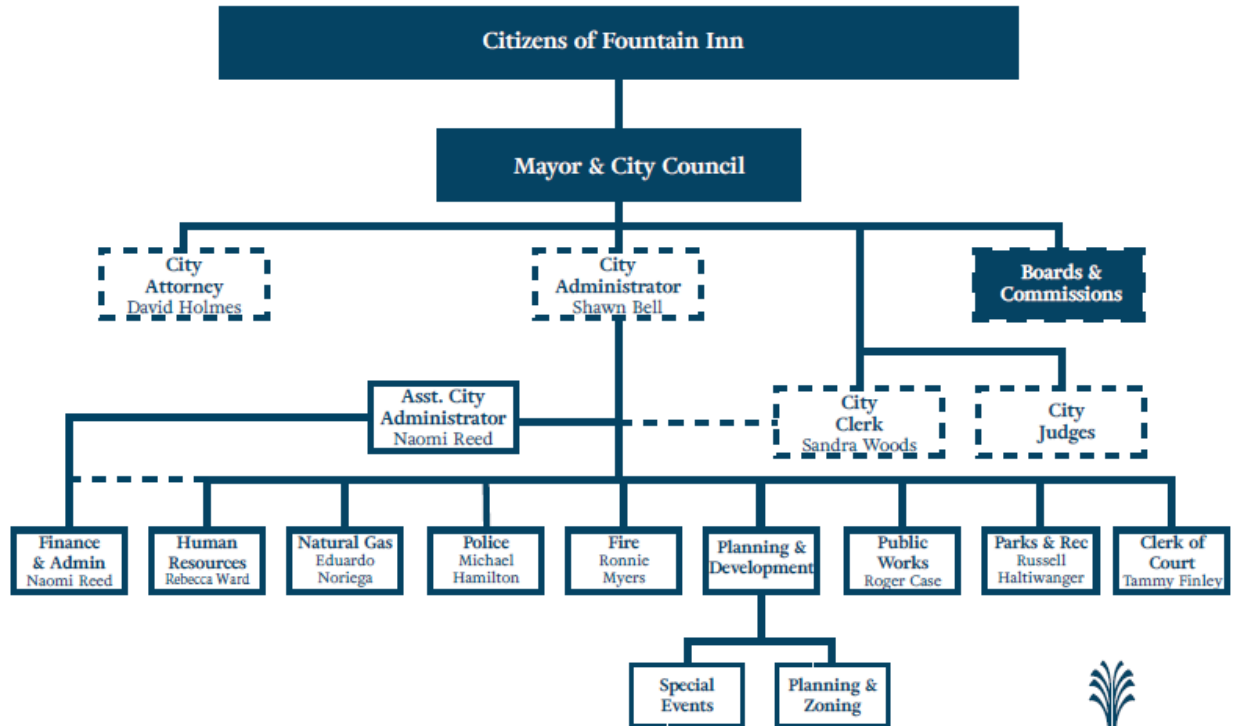 Citizens of Fountain Inn
Mayor & City Council
City
Attorney
David Holmes
City
Administrator
Shawn Bell
Boards &
Commissions
Asst. City
Administrator
Naomi Reed
City
Clerk
Sandra Woods
City
Judges
Finance
& Admin
Naomi Reed
Human
Resources
Rebecca Ward
Natural Gas
Eduardo
Noriega
Police
Michael
Hamilton
Fire
Ronnie
Myers
Planning &
Development
Public
Works
Roger Case
Parks & Rec
Russell
Haltiwanger
Clerk of
Court
Tammy Finley
Special
Events
Planning &
Zoning